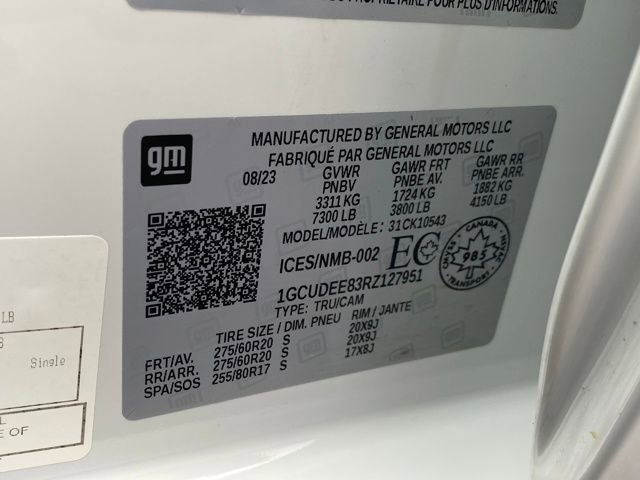 PROPRIÉTAIRE POUR PLUS D'INFORMATIONS.
gm
MANUFACTURED BY GENERAL MOTORS LLC
FABRIQUÉ PAR GENERAL MOTORS LLC
08/23 GVWR GAWR FRT GAWR RR
PNBV PNBE AV. PNBE ARR.
3311 KG 1724 KG 1882 KG
7300 LB 3800 LB 4150 LB
MODEL/MODÈLE: 31CK10543
ICES/NMB-002 EC
CANADA
985
TRANSPORT
1GCUDEE83RZ127951
TYPE: TRU/CAM
TIRE SIZE / DIM. PNEU RIM / JANTE
FRT/AV. 275/60R20 S 20X9J
RR/ARR. 275/60R20 S 20X9J
SPA/SOS 255/80R17 S 17X8J
LB
Single
E OF